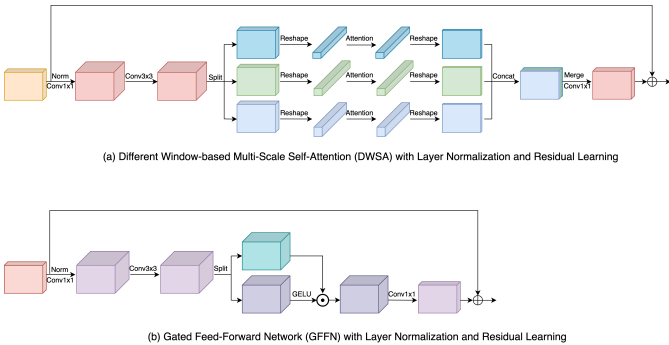 Norm
Conv1x1
Conv3x3
Split
Reshape
Attention
Reshape
Reshape
Attention
Reshape
Reshape
Attention
Reshape
Concat
Merge
Conv1x1
(a) Different Window-based Multi-Scale Self-Attention (DWSA) with Layer Normalization and Residual Learning
Norm
Conv1x1
Conv3x3
Split
GELU
Conv1x1
(b) Gated Feed-Forward Network (GFFN) with Layer Normalization and Residual Learning